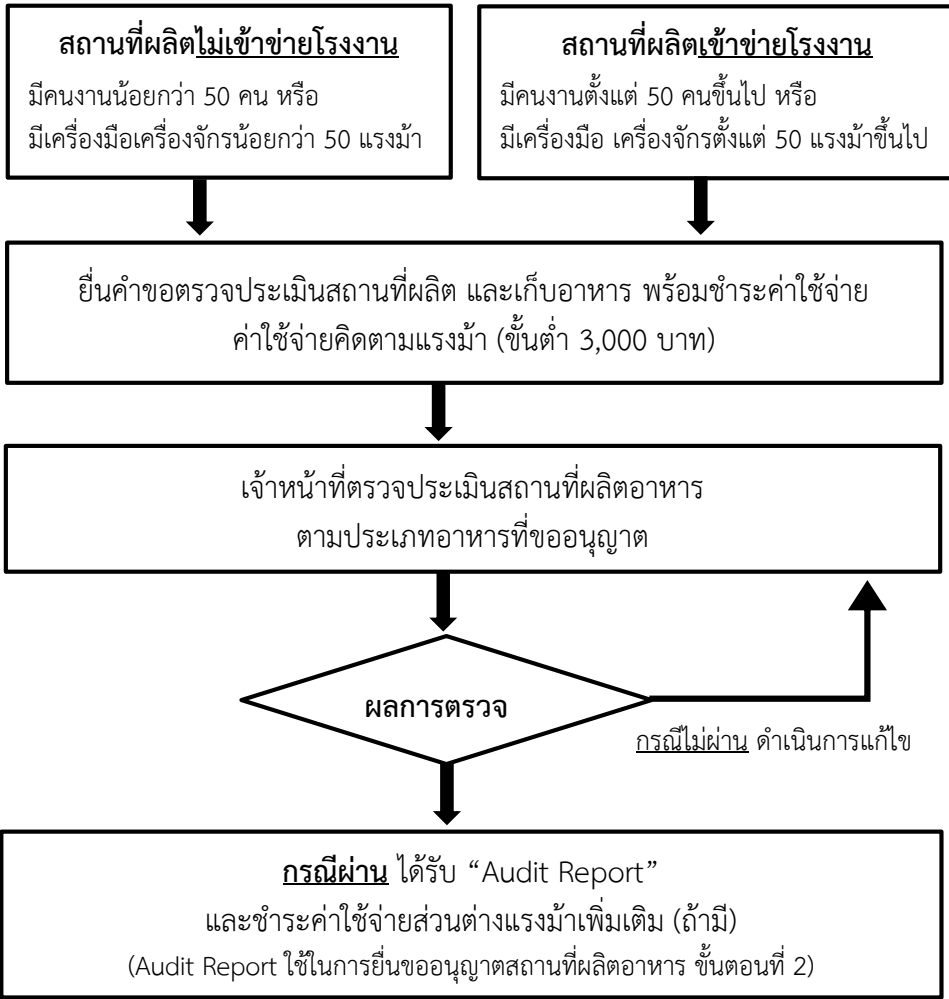 สถานที่ผลิตไม่เข้าข่ายโรงงาน
มีคนงานน้อยกว่า 50 คน หรือ
มีเครื่องมือเครื่องจักรน้อยกว่า 50 แรงม้า
สถานที่ผลิตเข้าข่ายโรงงาน
มีคนงานตั้งแต่ 50 คนขึ้นไป หรือ
มีเครื่องมือ เครื่องจักรตั้งแต่ 50 แรงม้าขึ้นไป
ยื่นคำขอตรวจประเมินสถานที่ผลิต และเก็บอาหาร พร้อมชำระค่าใช้จ่าย
ค่าใช้จ่ายคิดตามแรงม้า (ขั้นต่ำ 3,000 บาท)
เจ้าหน้าที่ตรวจประเมินสถานที่ผลิตอาหาร
ตามประเภทอาหารที่ขออนุญาต
ผลการตรวจ
กรณีไม่ผ่าน ดำเนินการแก้ไข
กรณีผ่าน ได้รับ “Audit Report”
และชำระค่าใช้จ่ายส่วนต่างแรงม้าเพิ่มเติม (ถ้ามี)
(Audit Report ใช้ในการยื่นขออนุญาตสถานที่ผลิตอาหาร ขั้นตอนที่ 2)